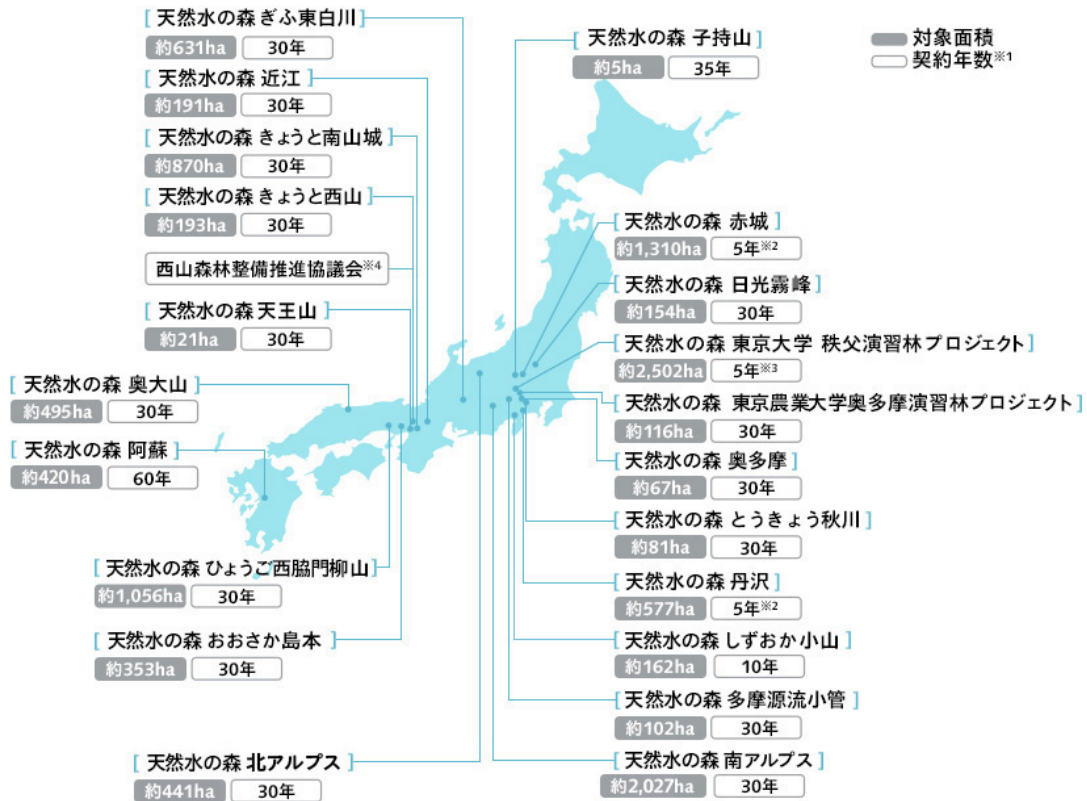 [ 天然水の森 ぎふ東白川 ]
約631ha 30年
[ 天然水の森 近江 ]
約191ha 30年
[ 天然水の森 きょうと南山城 ]
約870ha 30年
[ 天然水の森 きょうと西山 ]
約193ha 30年
西山森林整備推進協議会※4
[ 天然水の森 天王山 ]
約21ha 30年
[ 天然水の森 奥大山 ]
約495ha 30年
[ 天然水の森 阿蘇 ]
約420ha 60年
[ 天然水の森 ひょうご西脇門柳山 ]
約1,056ha 30年
[ 天然水の森 おおさか島本 ]
約353ha 30年
[ 天然水の森 北アルプス ]
約441ha 30年
[ 天然水の森 子持山 ]
約5ha 35年
対象面積
契約年数※1
[ 天然水の森 赤城 ]
約1,310ha 5年※2
[ 天然水の森 日光霧峰 ]
約154ha 30年
[ 天然水の森 東京大学 秩父演習林プロジェクト ]
約2,502ha 5年※3
[ 天然水の森 東京農業大学奥多摩演習林プロジェクト ]
約116ha 30年
[ 天然水の森 奥多摩 ]
約67ha 30年
[ 天然水の森 とうきょう秋川 ]
約81ha 30年
[ 天然水の森 丹沢 ]
約577ha 5年※2
[ 天然水の森 しずおか小山 ]
約162ha 10年
[ 天然水の森 多摩源流小菅 ]
約102ha 30年
[ 天然水の森 南アルプス ]
約2,027ha 30年